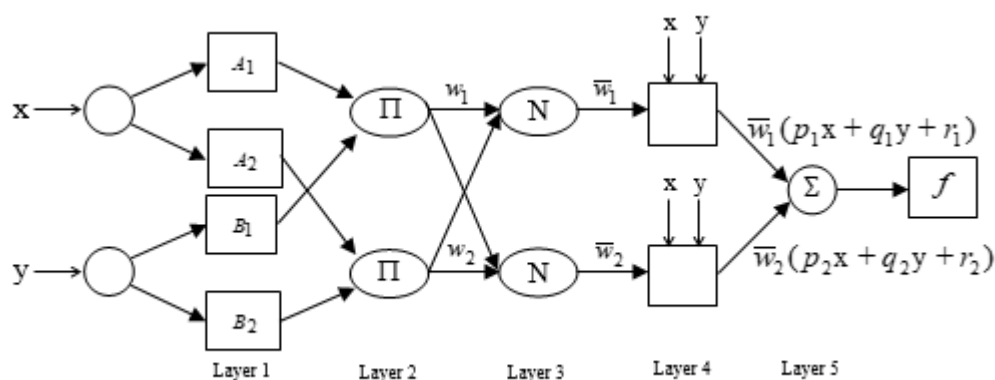 x y
x
A₁
Π
w₁
N
w̅₁
w̅₁(p₁x + q₁y + r₁)
A₂
x y
Σ
f
B₁
y
Π
w₂
N
w̅₂
w̅₂(p₂x + q₂y + r₂)
B₂
Layer 1 Layer 2 Layer 3 Layer 4 Layer 5